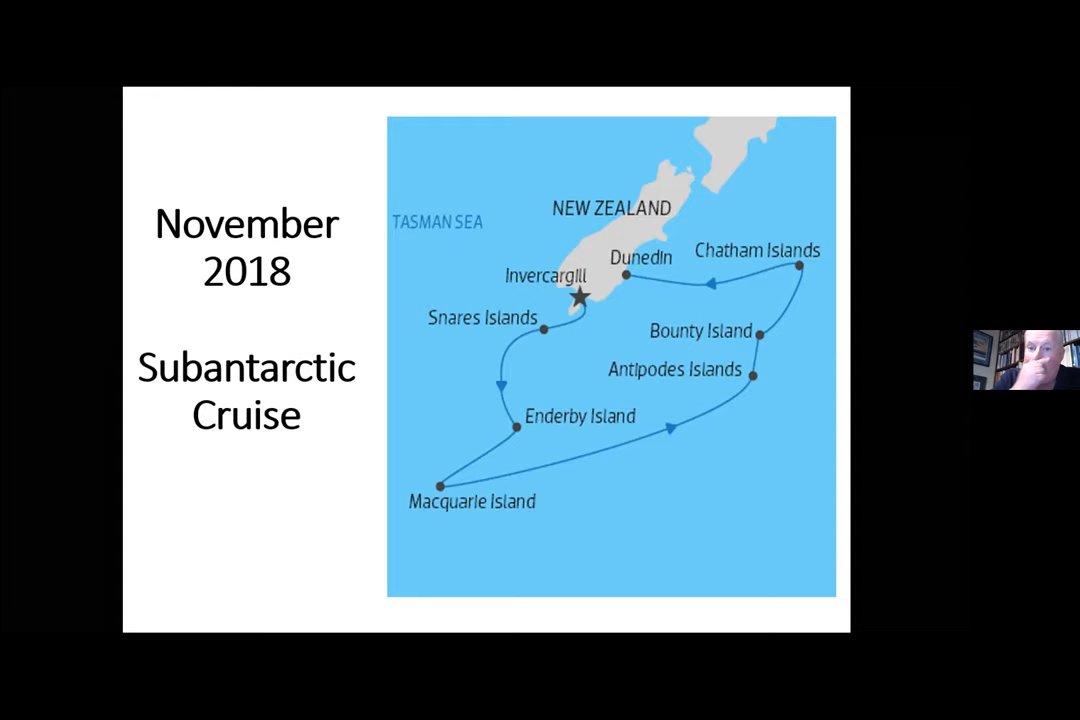 November
2018
Subantarctic
Cruise
NEW ZEALAND
TASMAN SEA
Chatham Islands
Dunedin
Invercargill
Snares Islands
Bounty Island
Antipodes Islands
Enderby Island
Macquarie Island